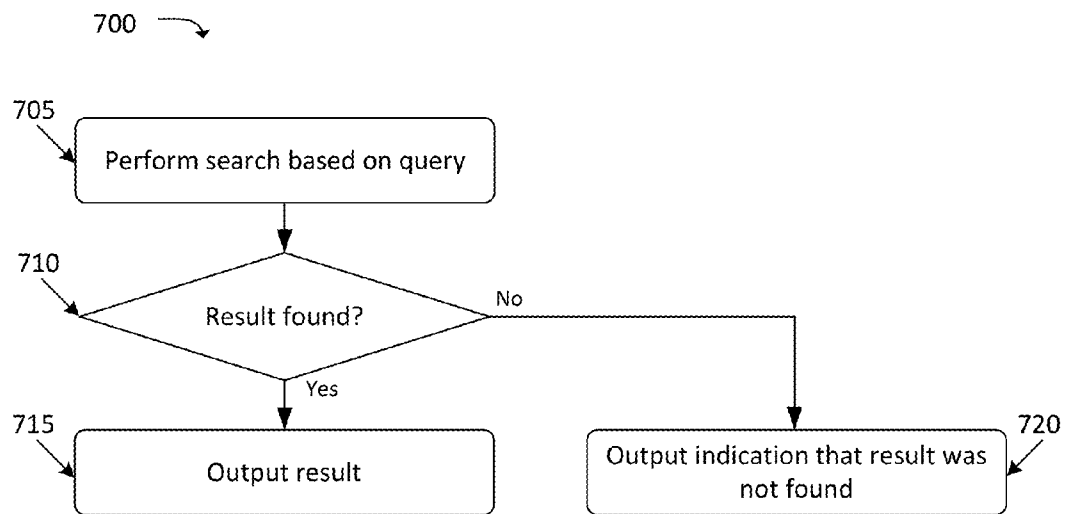 700
705
Perform search based on query
710
Result found?
No
Yes
715
Output result
720
Output indication that result was
not found